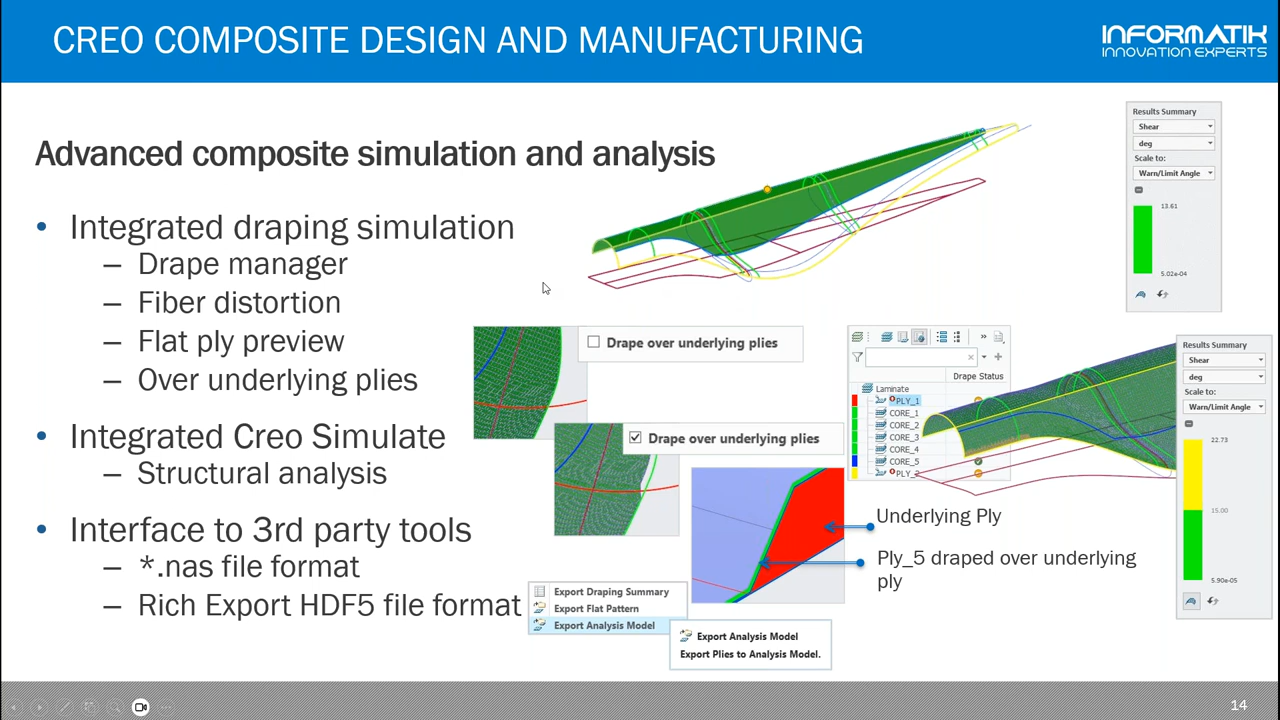 CREO COMPOSITE DESIGN AND MANUFACTURING
INFORMATIK
INNOVATION EXPERTS
Advanced composite simulation and analysis
• Integrated draping simulation
– Drape manager
– Fiber distortion
– Flat ply preview
– Over underlying plies
• Integrated Creo Simulate
– Structural analysis
• Interface to 3rd party tools
– *.nas file format
– Rich Export HDF5 file format
Results Summary
Shear
deg
Scale to:
Warn/Limit Angle
13.61
5.02e-04
Drape over underlying plies
Drape over underlying plies
Drape Status
Laminate
PLY_1
CORE_1
CORE_2
CORE_3
CORE_4
CORE_5
Results Summary
Shear
deg
Scale to:
Warn/Limit Angle
22.73
15.00
5.90e-05
Underlying Ply
Ply_5 draped over underlying
ply
Export Draping Summary
Export Flat Pattern
Export Analysis Model
Export Analysis Model
Export Plies to Analysis Model.
14